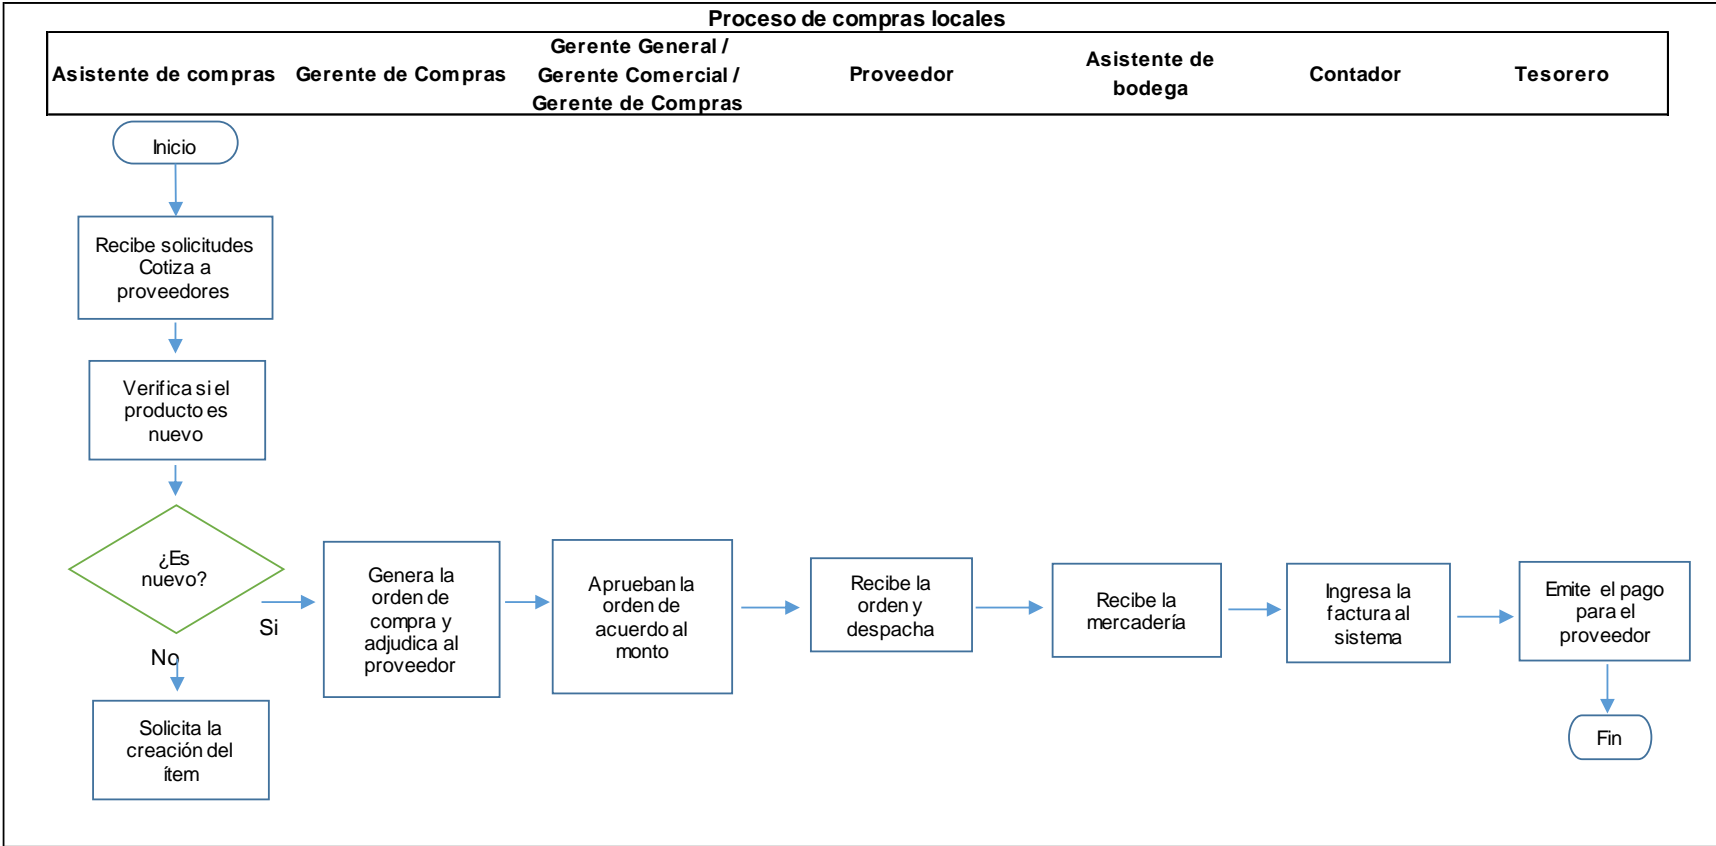 Proceso de compras locales
Asistente de compras
Gerente de Compras
Gerente General /
Gerente Comercial /
Gerente de Compras
Proveedor
Asistente de
bodega
Contador
Tesorero
Inicio
Recibe solicitudes
Cotiza a
proveedores
Verifica si el
producto es
nuevo
¿Es
nuevo?
Si
No
Solicita la
creación del
ítem
Genera la
orden de
compra y
adjudica al
proveedor
Aprueban la
orden de
acuerdo al
monto
Recibe la
orden y
despacha
Recibe la
mercadería
Ingresa la
factura al
sistema
Emite el pago
para el
proveedor
Fin